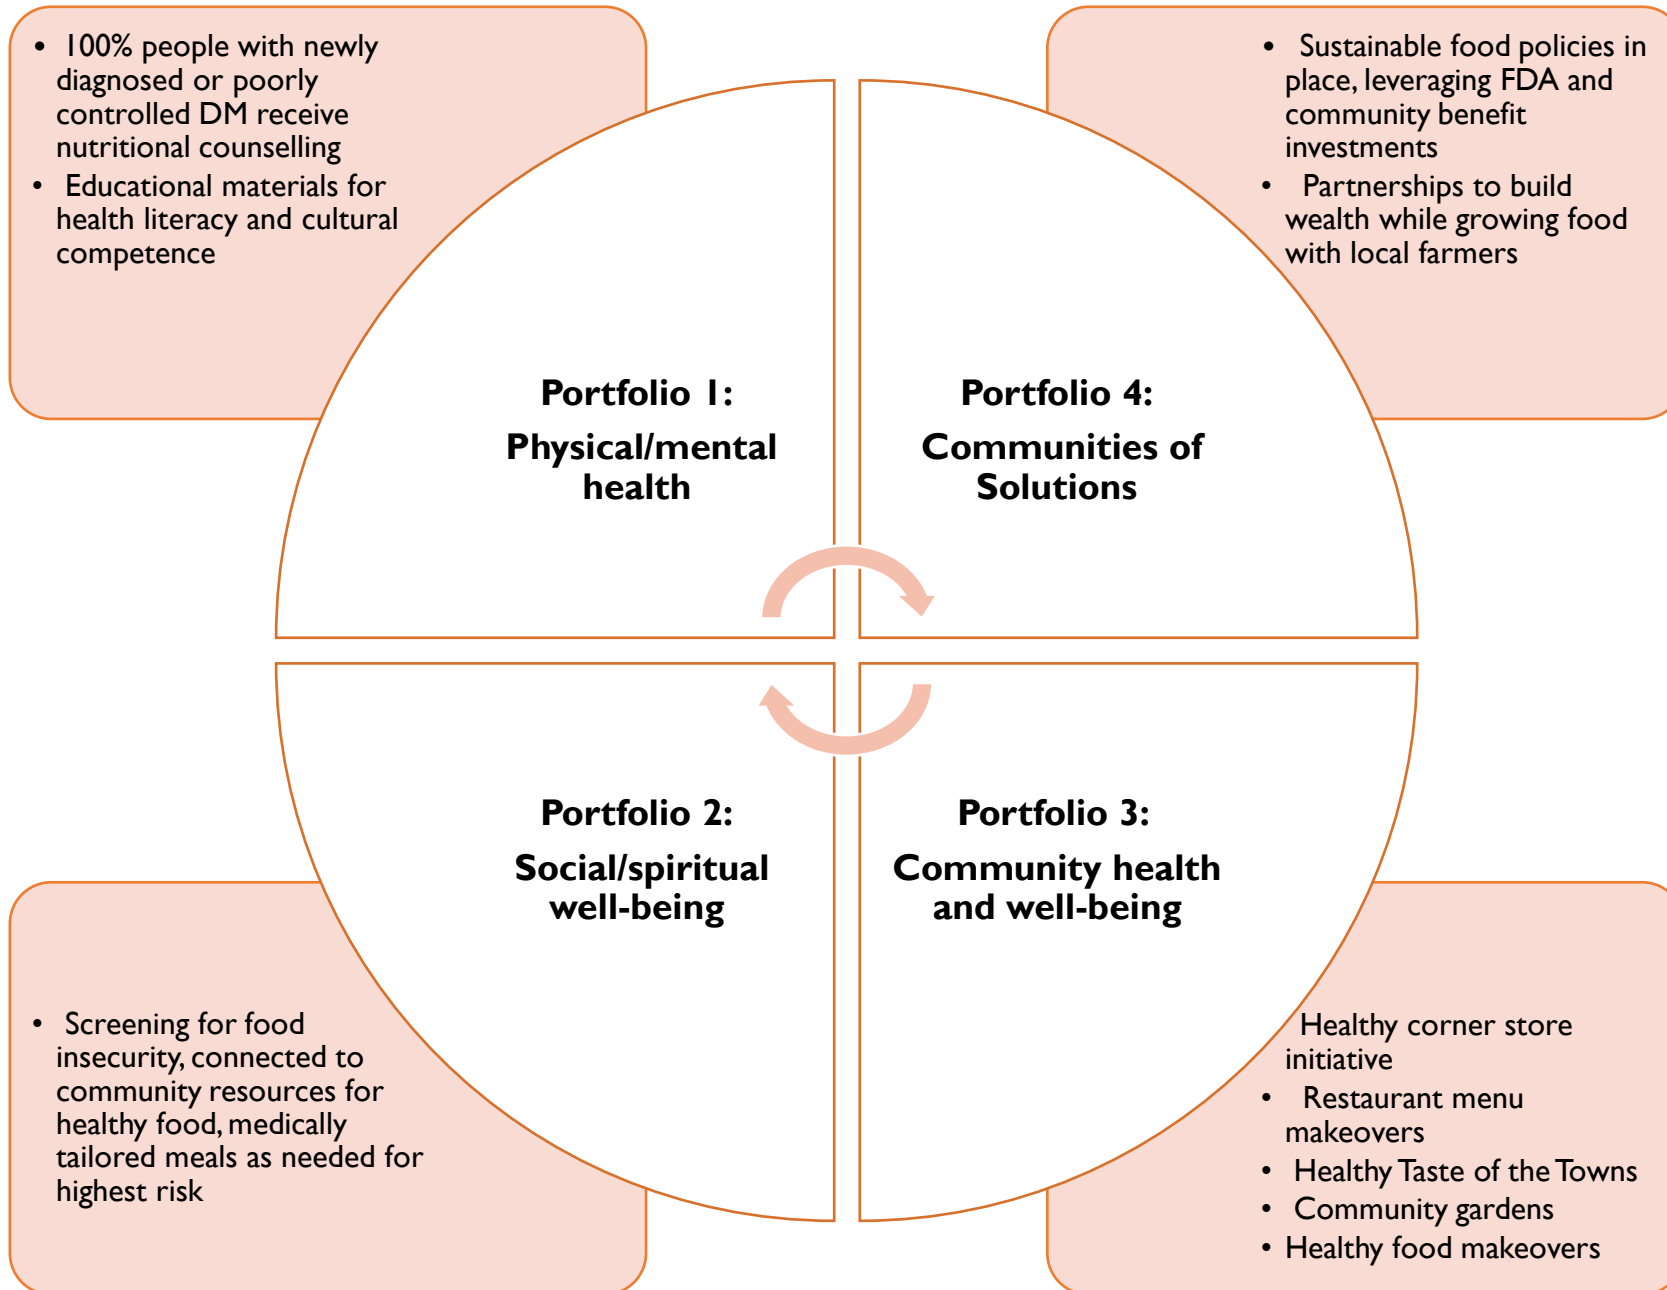 • 100% people with newly
diagnosed or poorly
controlled DM receive
nutritional counselling
• Educational materials for
health literacy and cultural
competence
• Sustainable food policies in
place, leveraging FDA and
community benefit
investments
• Partnerships to build
wealth while growing food
with local farmers
Portfolio 1:
Physical/mental
health
Portfolio 4:
Communities of
Solutions
Portfolio 2:
Social/spiritual
well-being
Portfolio 3:
Community health
and well-being
• Screening for food
insecurity, connected to
community resources for
healthy food, medically
tailored meals as needed for
highest risk
Healthy corner store
initiative
• Restaurant menu
makeovers
• Healthy Taste of the Towns
• Community gardens
• Healthy food makeovers